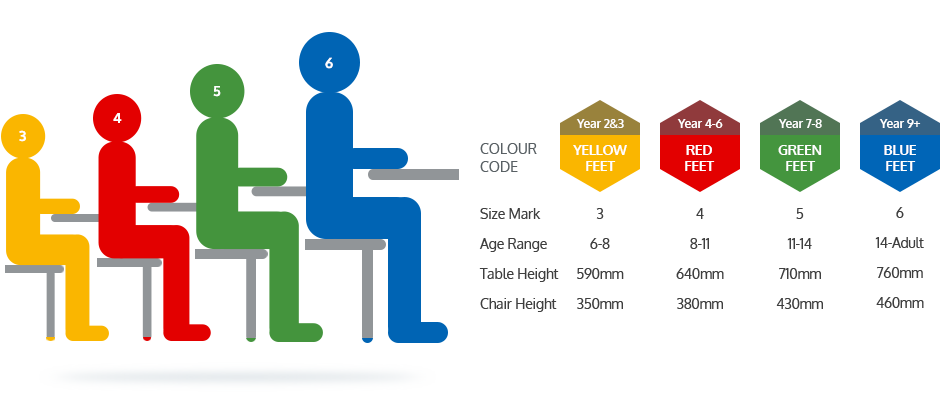 3
4
5
6
COLOUR
CODE
Year 2&3
YELLOW
FEET
Year 4-6
RED
FEET
Year 7-8
GREEN
FEET
Year 9+
BLUE
FEET
Size Mark 3 4 5 6
Age Range 6-8 8-11 11-14 14-Adult
Table Height 590mm 640mm 710mm 760mm
Chair Height 350mm 380mm 430mm 460mm